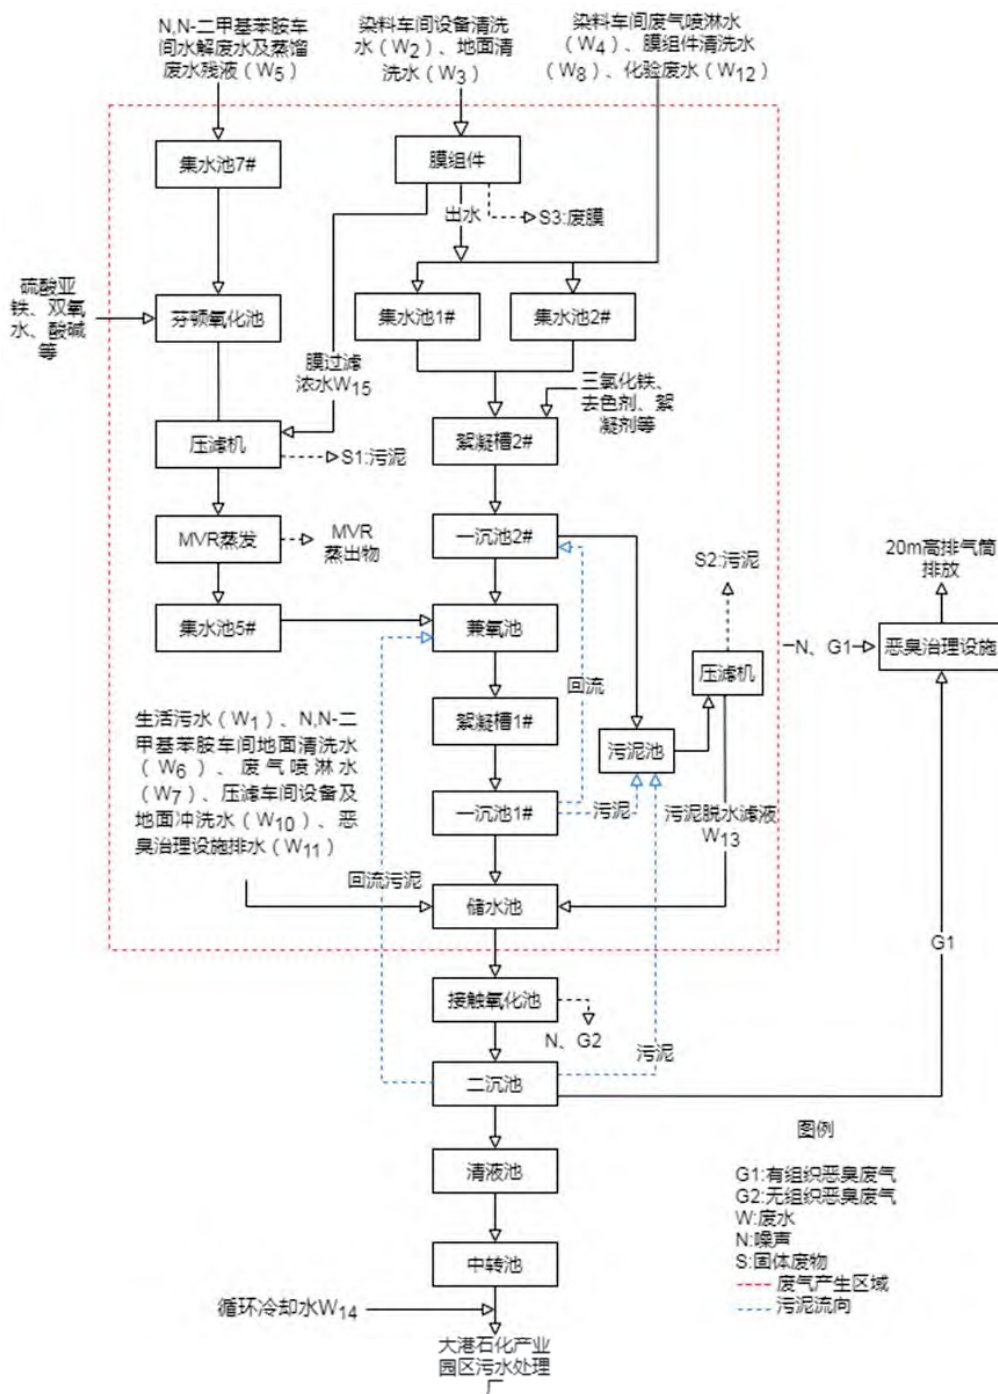 N,N-二甲基苯胺车
间水解废水及蒸馏
废水残液（W5）
染料车间设备清洗
水（W2）、地面清
洗水（W3）
染料车间废气喷淋水
（W4）、膜组件清洗水
（W8）、化验废水（W12）
集水池7#
膜组件
出水
S3:废膜
硫酸亚
铁、双氧
水、酸碱
等
芬顿氧化池
集水池1#
集水池2#
膜过滤
浓水W15
三氯化铁、
去色剂、絮
凝剂等
压滤机
S1:污泥
絮凝槽2#
MVR蒸发
MVR
蒸出物
一沉池2#
S2:污泥
20m高排气筒
排放
集水池5#
兼氧池
N、G1
恶臭治理设施
压滤机
回流
生活污水（W1）、N,N-二
甲基苯胺车间地面清洗水
（W6）、废气喷淋水
（W7）、压滤车间设备及
地面冲洗水（W10）、恶
臭治理设施排水（W11）
絮凝槽1#
污泥池
一沉池1#
污泥
污泥脱水滤液
W13
回流污泥
储水池
G1
接触氧化池
N、G2
污泥
二沉池
清液池
中转池
循环冷却水W14
大港石化产业
园区污水处理
厂
图例
G1:有组织恶臭废气
G2:无组织恶臭废气
W:废水
N:噪声
S:固体废物
废气产生区域
污泥流向